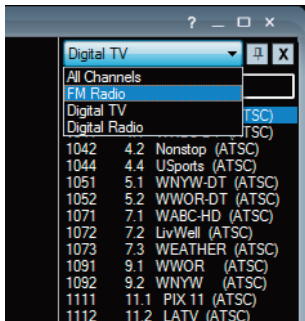 ?
Digital TV
X
All Channels
FM Radio
Digital TV
TSC)
Digital Radio
TSC)
1042 4.2 Nonstop (ATSC)
1044 4.4 USports (ATSC)
1051 5.1 WNYW-DT (ATSC)
1052 5.2 WWOR-DT (ATSC)
1071 7.1 WABC-HD (ATSC)
1072 7.2 LivWell (ATSC)
1073 7.3 WEATHER (ATSC)
1091 9.1 WWOR (ATSC)
1092 9.2 WNYW (ATSC)
1111 11.1 PIX 11 (ATSC)
1112 11.2 LATV (ATSC)